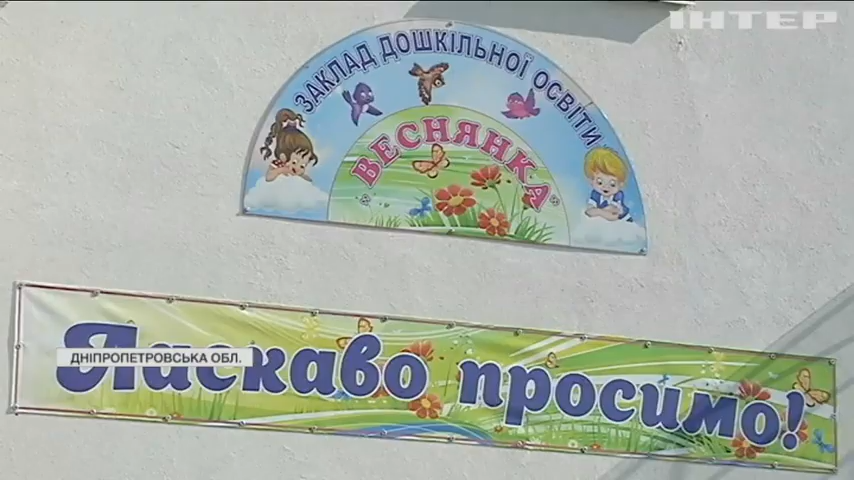 ІНТЕР
ЗАКЛАД ДОШКІЛЬНОЇ ОСВІТИ
"ВЕСНЯНКА"
Ласкаво просимо!
ДНІПРОПЕТРОВСЬКА ОБЛ.